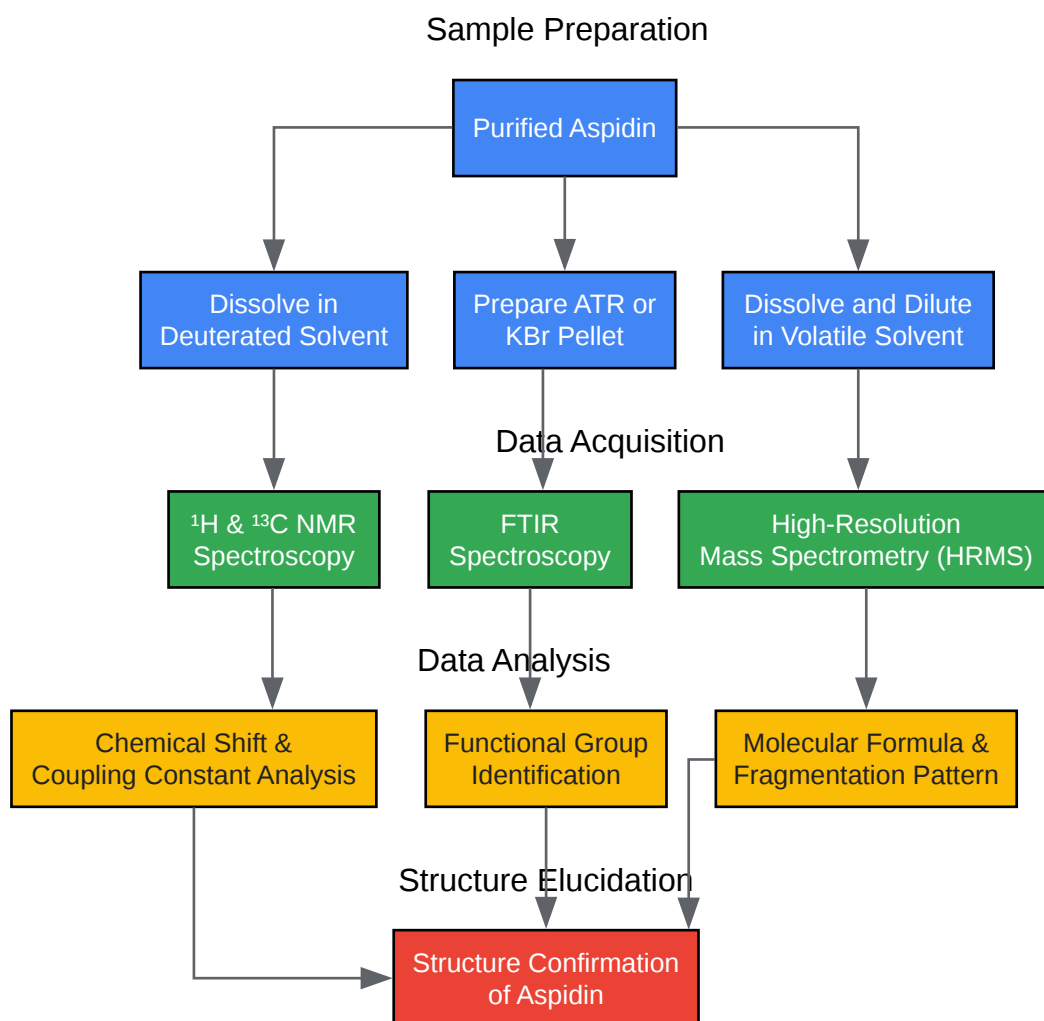 Sample Preparation
Purified Aspidin
Dissolve in
Deuterated Solvent
Prepare ATR or
KBr Pellet
Dissolve and Dilute
in Volatile Solvent
Data Acquisition
¹H & ¹³C NMR
Spectroscopy
FTIR
Spectroscopy
High-Resolution
Mass Spectrometry (HRMS)
Data Analysis
Chemical Shift &
Coupling Constant Analysis
Functional Group
Identification
Molecular Formula &
Fragmentation Pattern
Structure Elucidation
Structure Confirmation
of Aspidin